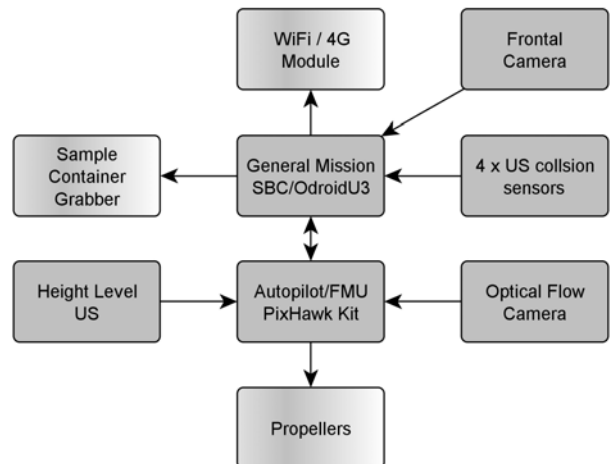 WiFi / 4G
Module
Frontal
Camera
Sample
Container
Grabber
General Mission
SBC/OdroidU3
4 x US collsion
sensors
Height Level
US
Autopilot/FMU
PixHawk Kit
Optical Flow
Camera
Propellers